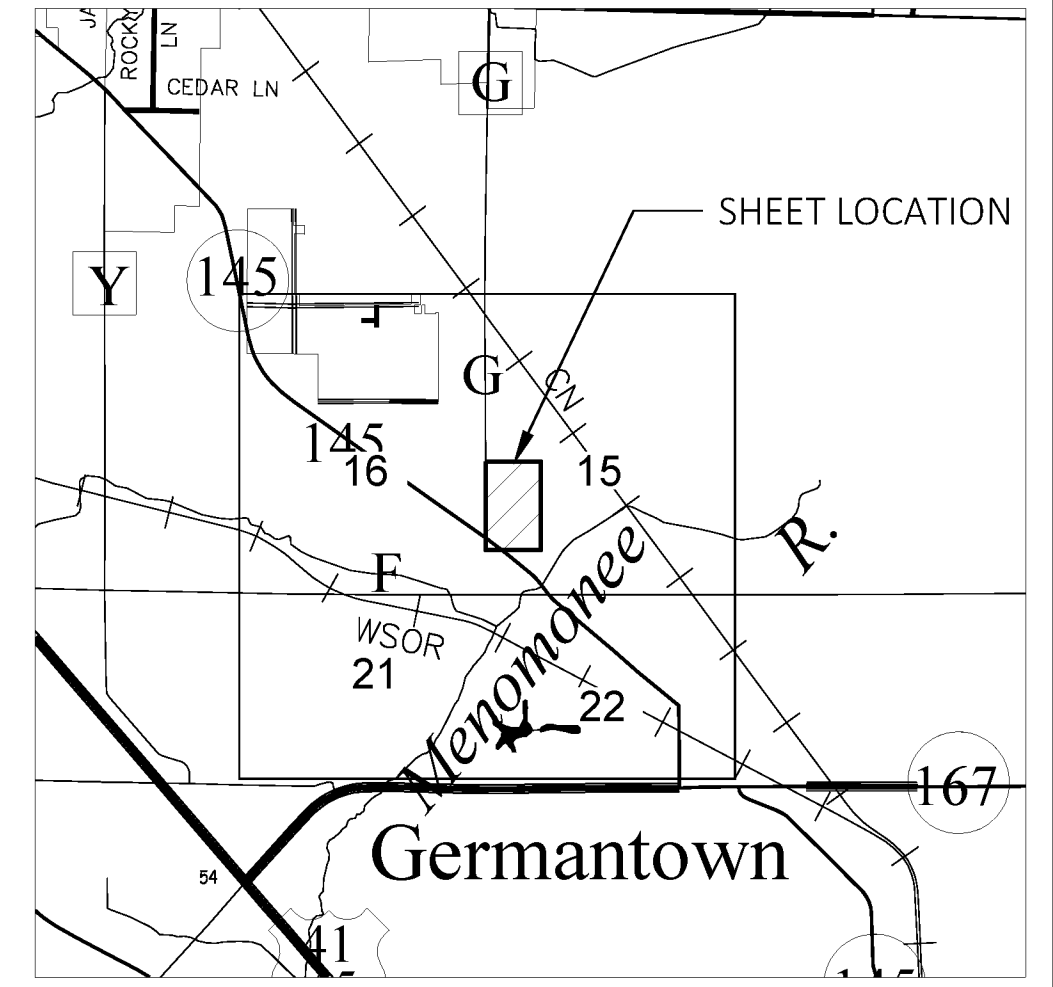 ROCKY
LN
CEDAR LN
G
SHEET LOCATION
Y
145
G
CN
145
16
15
R.
F
Menomonee
WSOR
21
22
167
Germantown
54
41
145